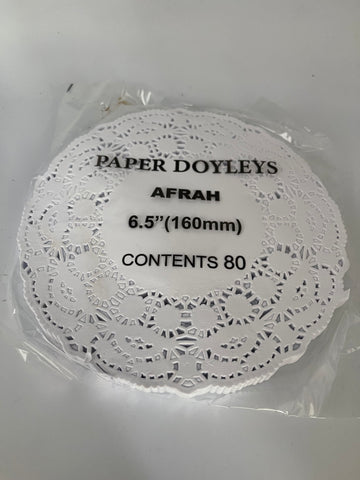 PAPER DOYLEYS
AFRAH
6.5"(160mm)
CONTENTS 80